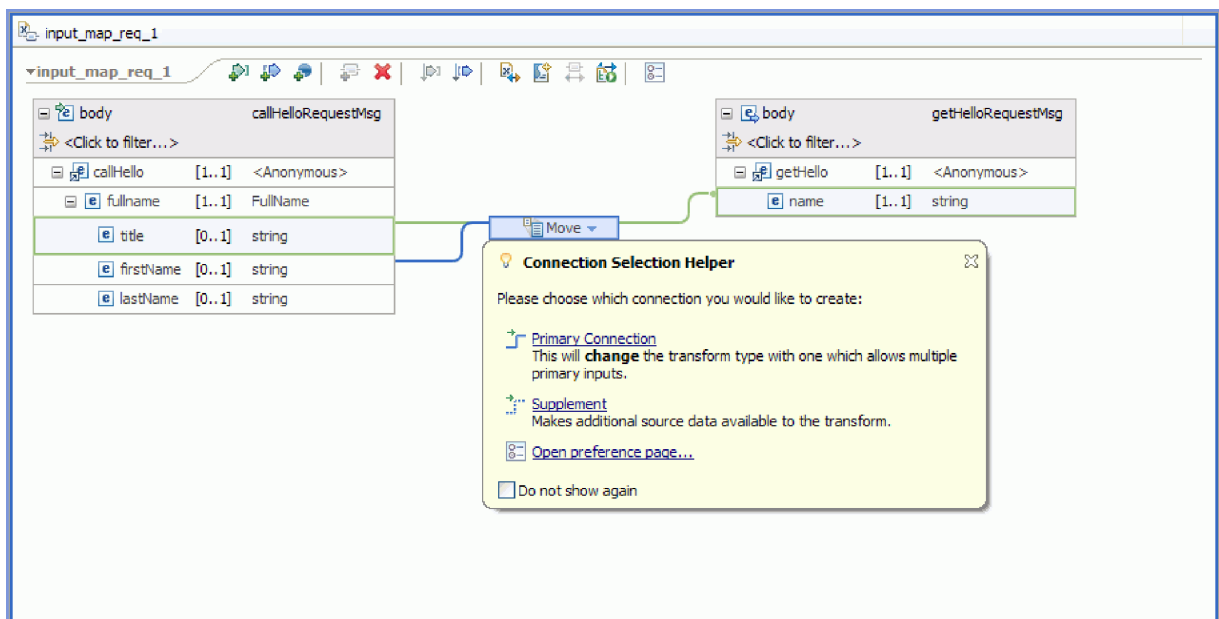 input_map_req_1
input_map_req_1
body callHelloRequestMsg
<Click to filter...>
callHello [1..1] <Anonymous>
fullname [1..1] FullName
title [0..1] string
firstName [0..1] string
lastName [0..1] string
Move
body getHelloRequestMsg
<Click to filter...>
getHello [1..1] <Anonymous>
name [1..1] string
Connection Selection Helper
Please choose which connection you would like to create:
Primary Connection
This will change the transform type with one which allows multiple
primary inputs.
Supplement
Makes additional source data available to the transform.
Open preference page...
Do not show again